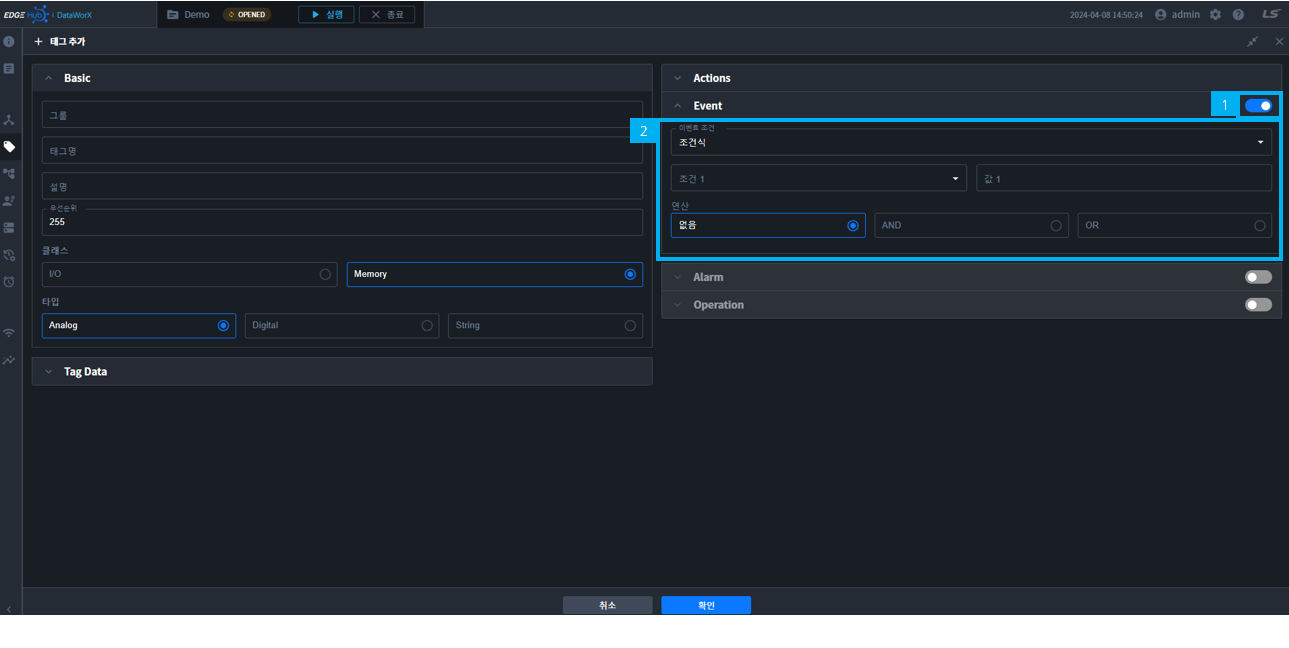 EDGE HUB | DataWorX
Demo
OPENED
실행
종료
2024-04-08 14:50:24
admin
LS
태그 추가
Basic
그룹
태그명
설명
우선순위
255
클래스
I/O
Memory
타입
Analog
Digital
String
Tag Data
Actions
Event
1
2
이벤트 조건
조건식
조건 1
값 1
연산
없음
AND
OR
Alarm
Operation
취소
확인